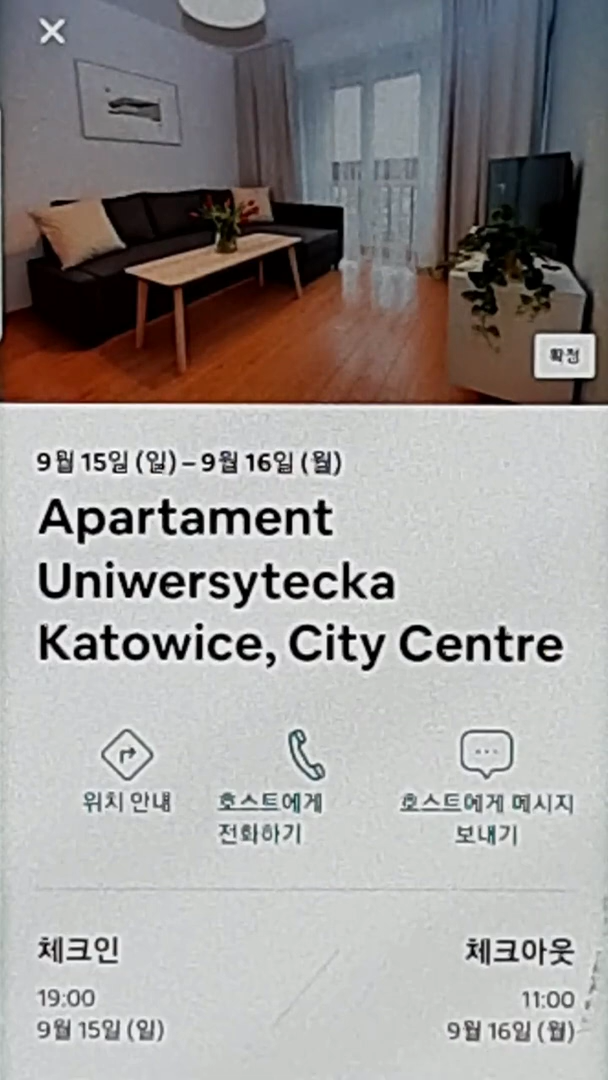 확정
9월 15일 (일) – 9월 16일 (월)
Apartament
Uniwersytecka
Katowice, City Centre
위치 안내
호스트에게
전화하기
호스트에게 메시지
보내기
체크인
체크아웃
19:00
11:00
9월 15일 (일)
9월 16일 (월)